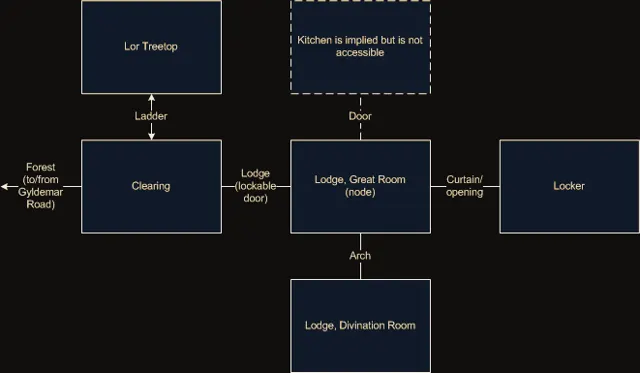 Lor Treetop
Kitchen is implied but is not
accessible
Ladder
Door
Forest
(to/from
Gyldemar
Road)
Clearing
Lodge
(lockable
door)
Lodge, Great Room
(node)
Curtain/
opening
Locker
Arch
Lodge, Divination Room